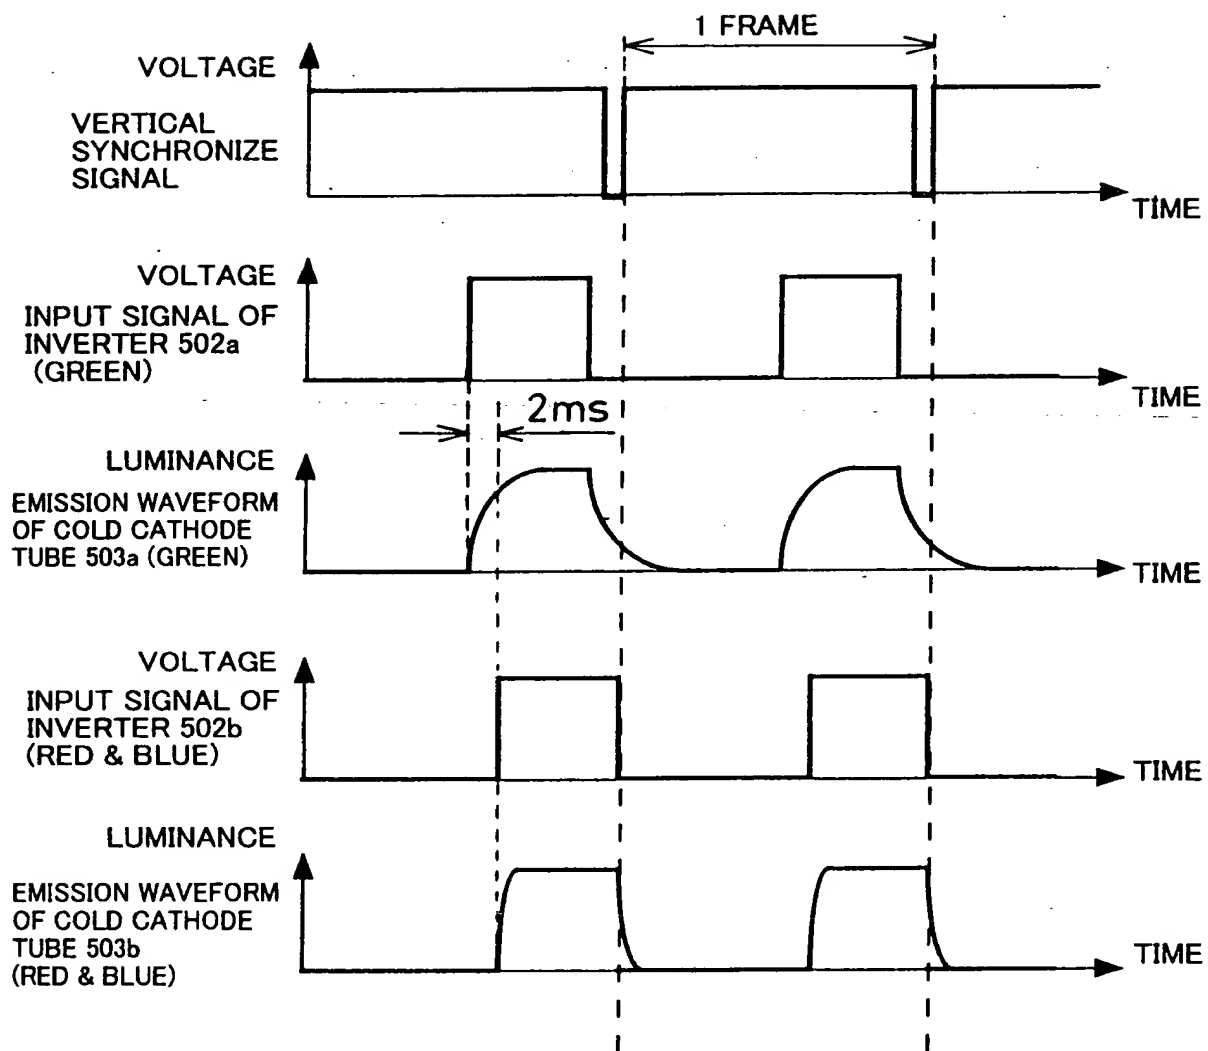 1 FRAME
VOLTAGE
VERTICAL
SYNCHRONIZE
SIGNAL
TIME
VOLTAGE
INPUT SIGNAL OF
INVERTER 502a
(GREEN)
TIME
2ms
LUMINANCE
EMISSION WAVEFORM
OF COLD CATHODE
TUBE 503a (GREEN)
TIME
VOLTAGE
INPUT SIGNAL OF
INVERTER 502b
(RED & BLUE)
TIME
LUMINANCE
EMISSION WAVEFORM
OF COLD CATHODE
TUBE 503b
(RED & BLUE)
TIME